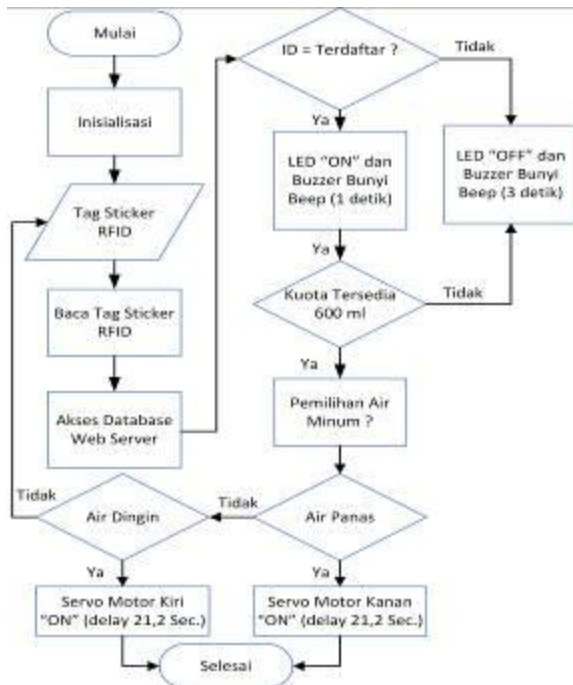 Mulai
Inisialisasi
Tag Sticker
RFID
Baca Tag Sticker
RFID
Akses Database
Web Server
ID = Terdaftar ?
Tidak
Ya
LED "ON" dan
Buzzer Bunyi
Beep (1 detik)
LED "OFF" dan
Buzzer Bunyi
Beep (3 detik)
Ya
Kuota Tersedia
600 ml
Tidak
Ya
Pemilihan Air
Minum ?
Air Panas
Tidak
Air Dingin
Tidak
Ya
Servo Motor Kiri
"ON" (delay 21,2 Sec.)
Ya
Servo Motor Kanan
"ON" (delay 21,2 Sec.)
Selesai